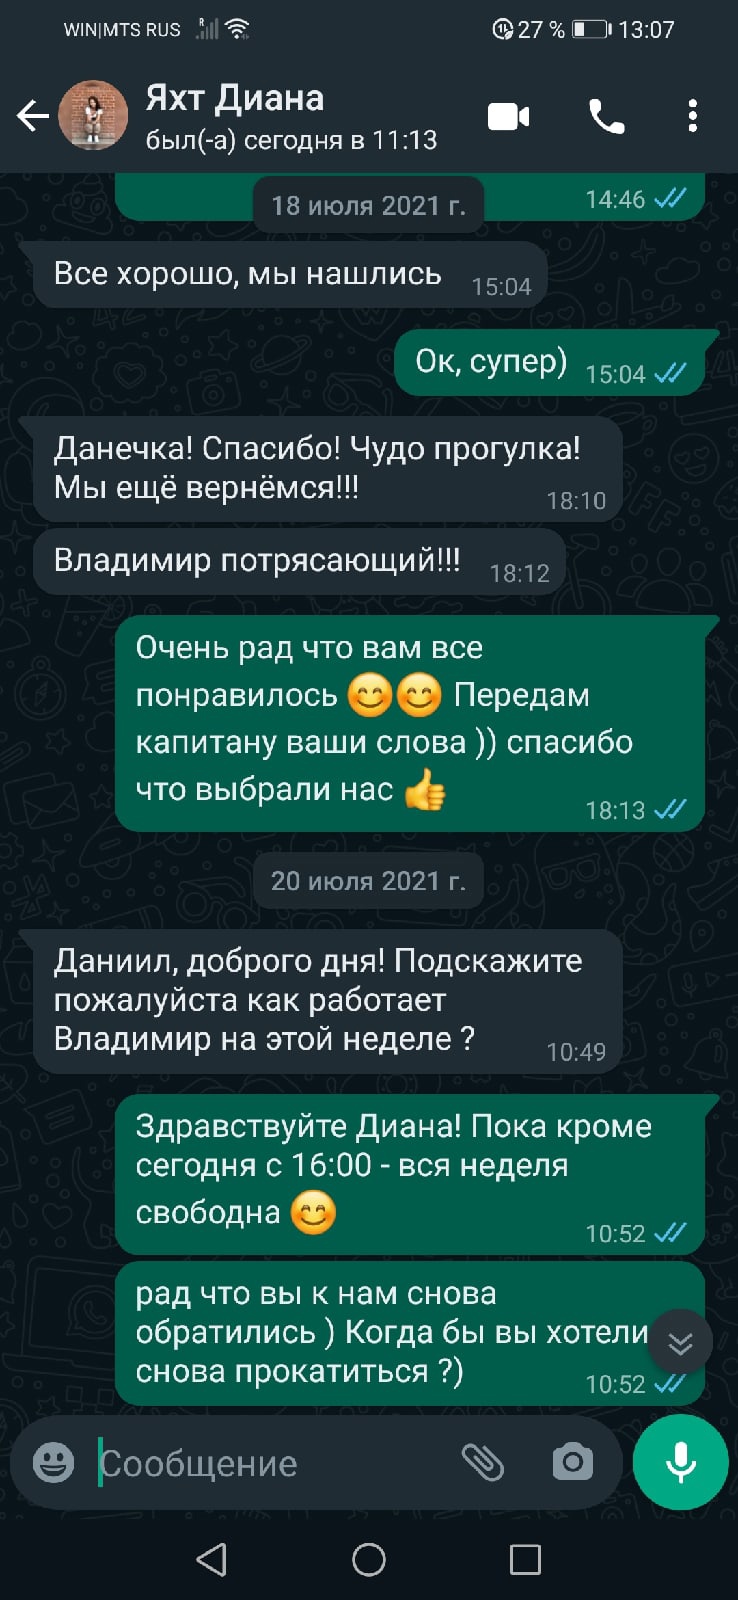 WIN|MTS RUS R 27 % 13:07
Яхт Диана
был(-а) сегодня в 11:13
14:46
18 июля 2021 г.
Все хорошо, мы нашлись 15:04
Ок, супер) 15:04
Данечка! Спасибо! Чудо прогулка!
Мы ещё вернёмся!!! 18:10
Владимир потрясающий!!! 18:12
Очень рад что вам все
понравилось 😊😊 Передам
капитану ваши слова )) спасибо
что выбрали нас 👍 18:13
20 июля 2021 г.
Даниил, доброго дня! Подскажите
пожалуйста как работает
Владимир на этой неделе ? 10:49
Здравствуйте Диана! Пока кроме
сегодня с 16:00 - вся неделя
свободна 😊 10:52
рад что вы к нам снова
обратились ) Когда бы вы хотели
снова прокатиться ?) 10:52
Сообщение